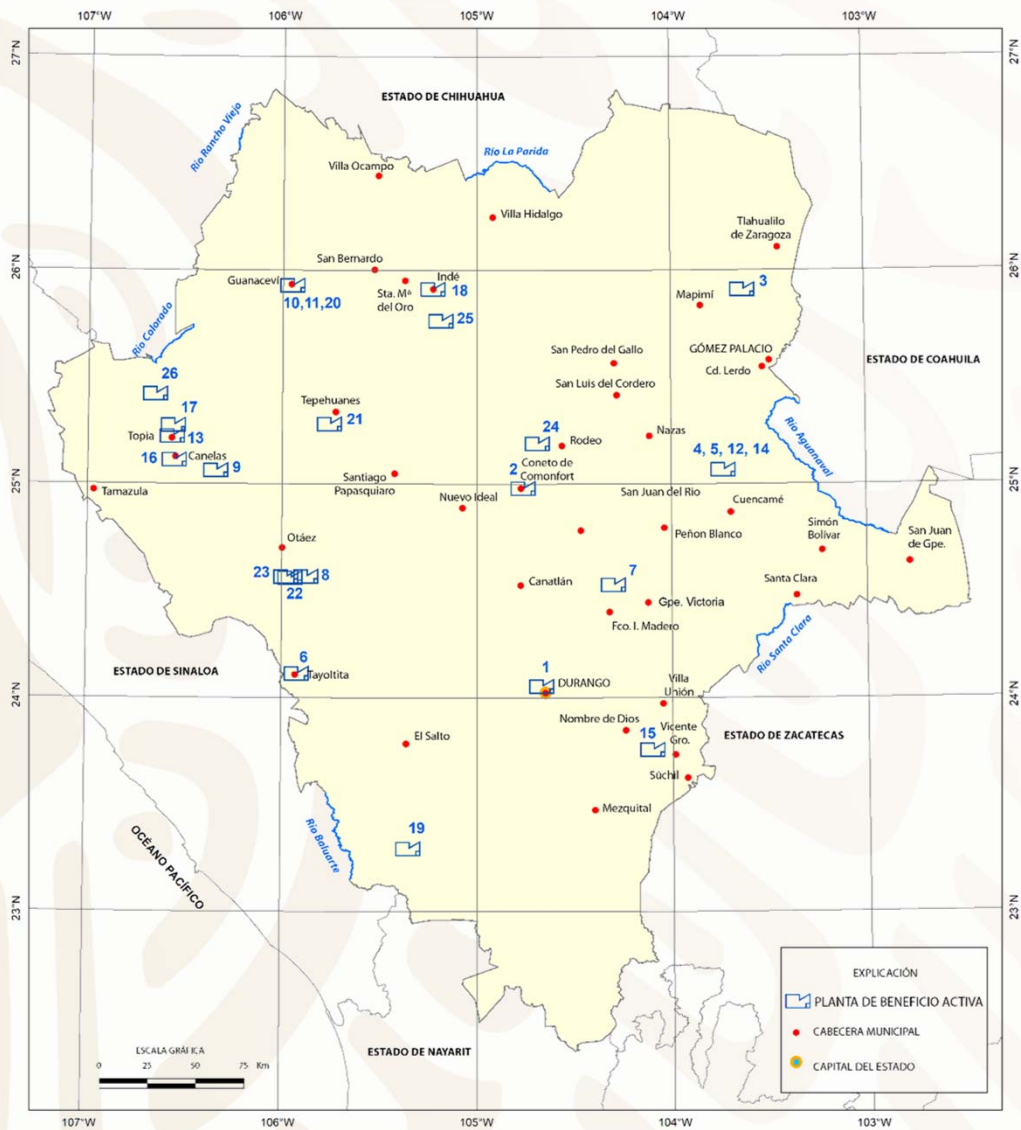 107°W 106°W 105°W 104°W 103°W
27°N 27°N
ESTADO DE CHIHUAHUA
Río Rancho Viejo
Río La Parida
Villa Ocampo
Villa Hidalgo
Tlahualilo
de Zaragoza
26°N 26°N
San Bernardo
Guanaceví
10,11,20
Sta. Mª
del Oro
Indé
18
25
3
Mapimí
Río Colorado
San Pedro del Gallo
GÓMEZ PALACIO
Cd. Lerdo
ESTADO DE COAHUILA
26
San Luis del Cordero
17
Tepehuanes
21
Topia
13
24
Rodeo
Nazas
4, 5, 12, 14
Río Aguanaval
16
Canelas
9
Coneto de
Comonfort
2
25°N 25°N
Tamazula
Santiago
Papasquiaro
Nuevo Ideal
San Juan del Rio
Cuencamé
Peñon Blanco
Simón
Bolívar
San Juan
de Gpe.
Otáez
23
22
8
Canatlán
7
Santa Clara
Gpe. Victoria
Fco. I. Madero
Río Santa Clara
ESTADO DE SINALOA
6
Tayoltita
1
DURANGO
24°N 24°N
Villa
Unión
Nombre de Dios
Vicente
Gro.
15
ESTADO DE ZACATECAS
El Salto
Súchil
Mezquital
19
Río Baluarte
OCÉANO PACÍFICO
23°N 23°N
EXPLICACIÓN
PLANTA DE BENEFICIO ACTIVA
CABECERA MUNICIPAL
CAPITAL DEL ESTADO
ESCALA GRÁFICA
0 25 50 75 Km
ESTADO DE NAYARIT
107°W 106°W 105°W 104°W 103°W